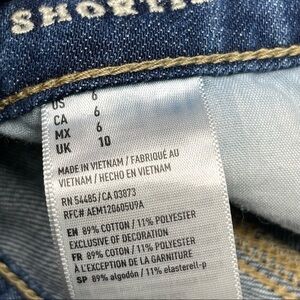 SHORTI
US 6
CA 6
MX 6
UK 10
MADE IN VIETNAM / FABRIQUÉ AU
VIETNAM / HECHO EN VIETNAM
RN 54485/CA 03873
RFC# AEM120605U9A
EN 89% COTTON / 11% POLYESTER
EXCLUSIVE OF DECORATION
FR 89% COTTON / 11% POLYESTER
À L'EXCEPTION DE LA GARNITURE
SP 89% algodón / 11% elasterell-p